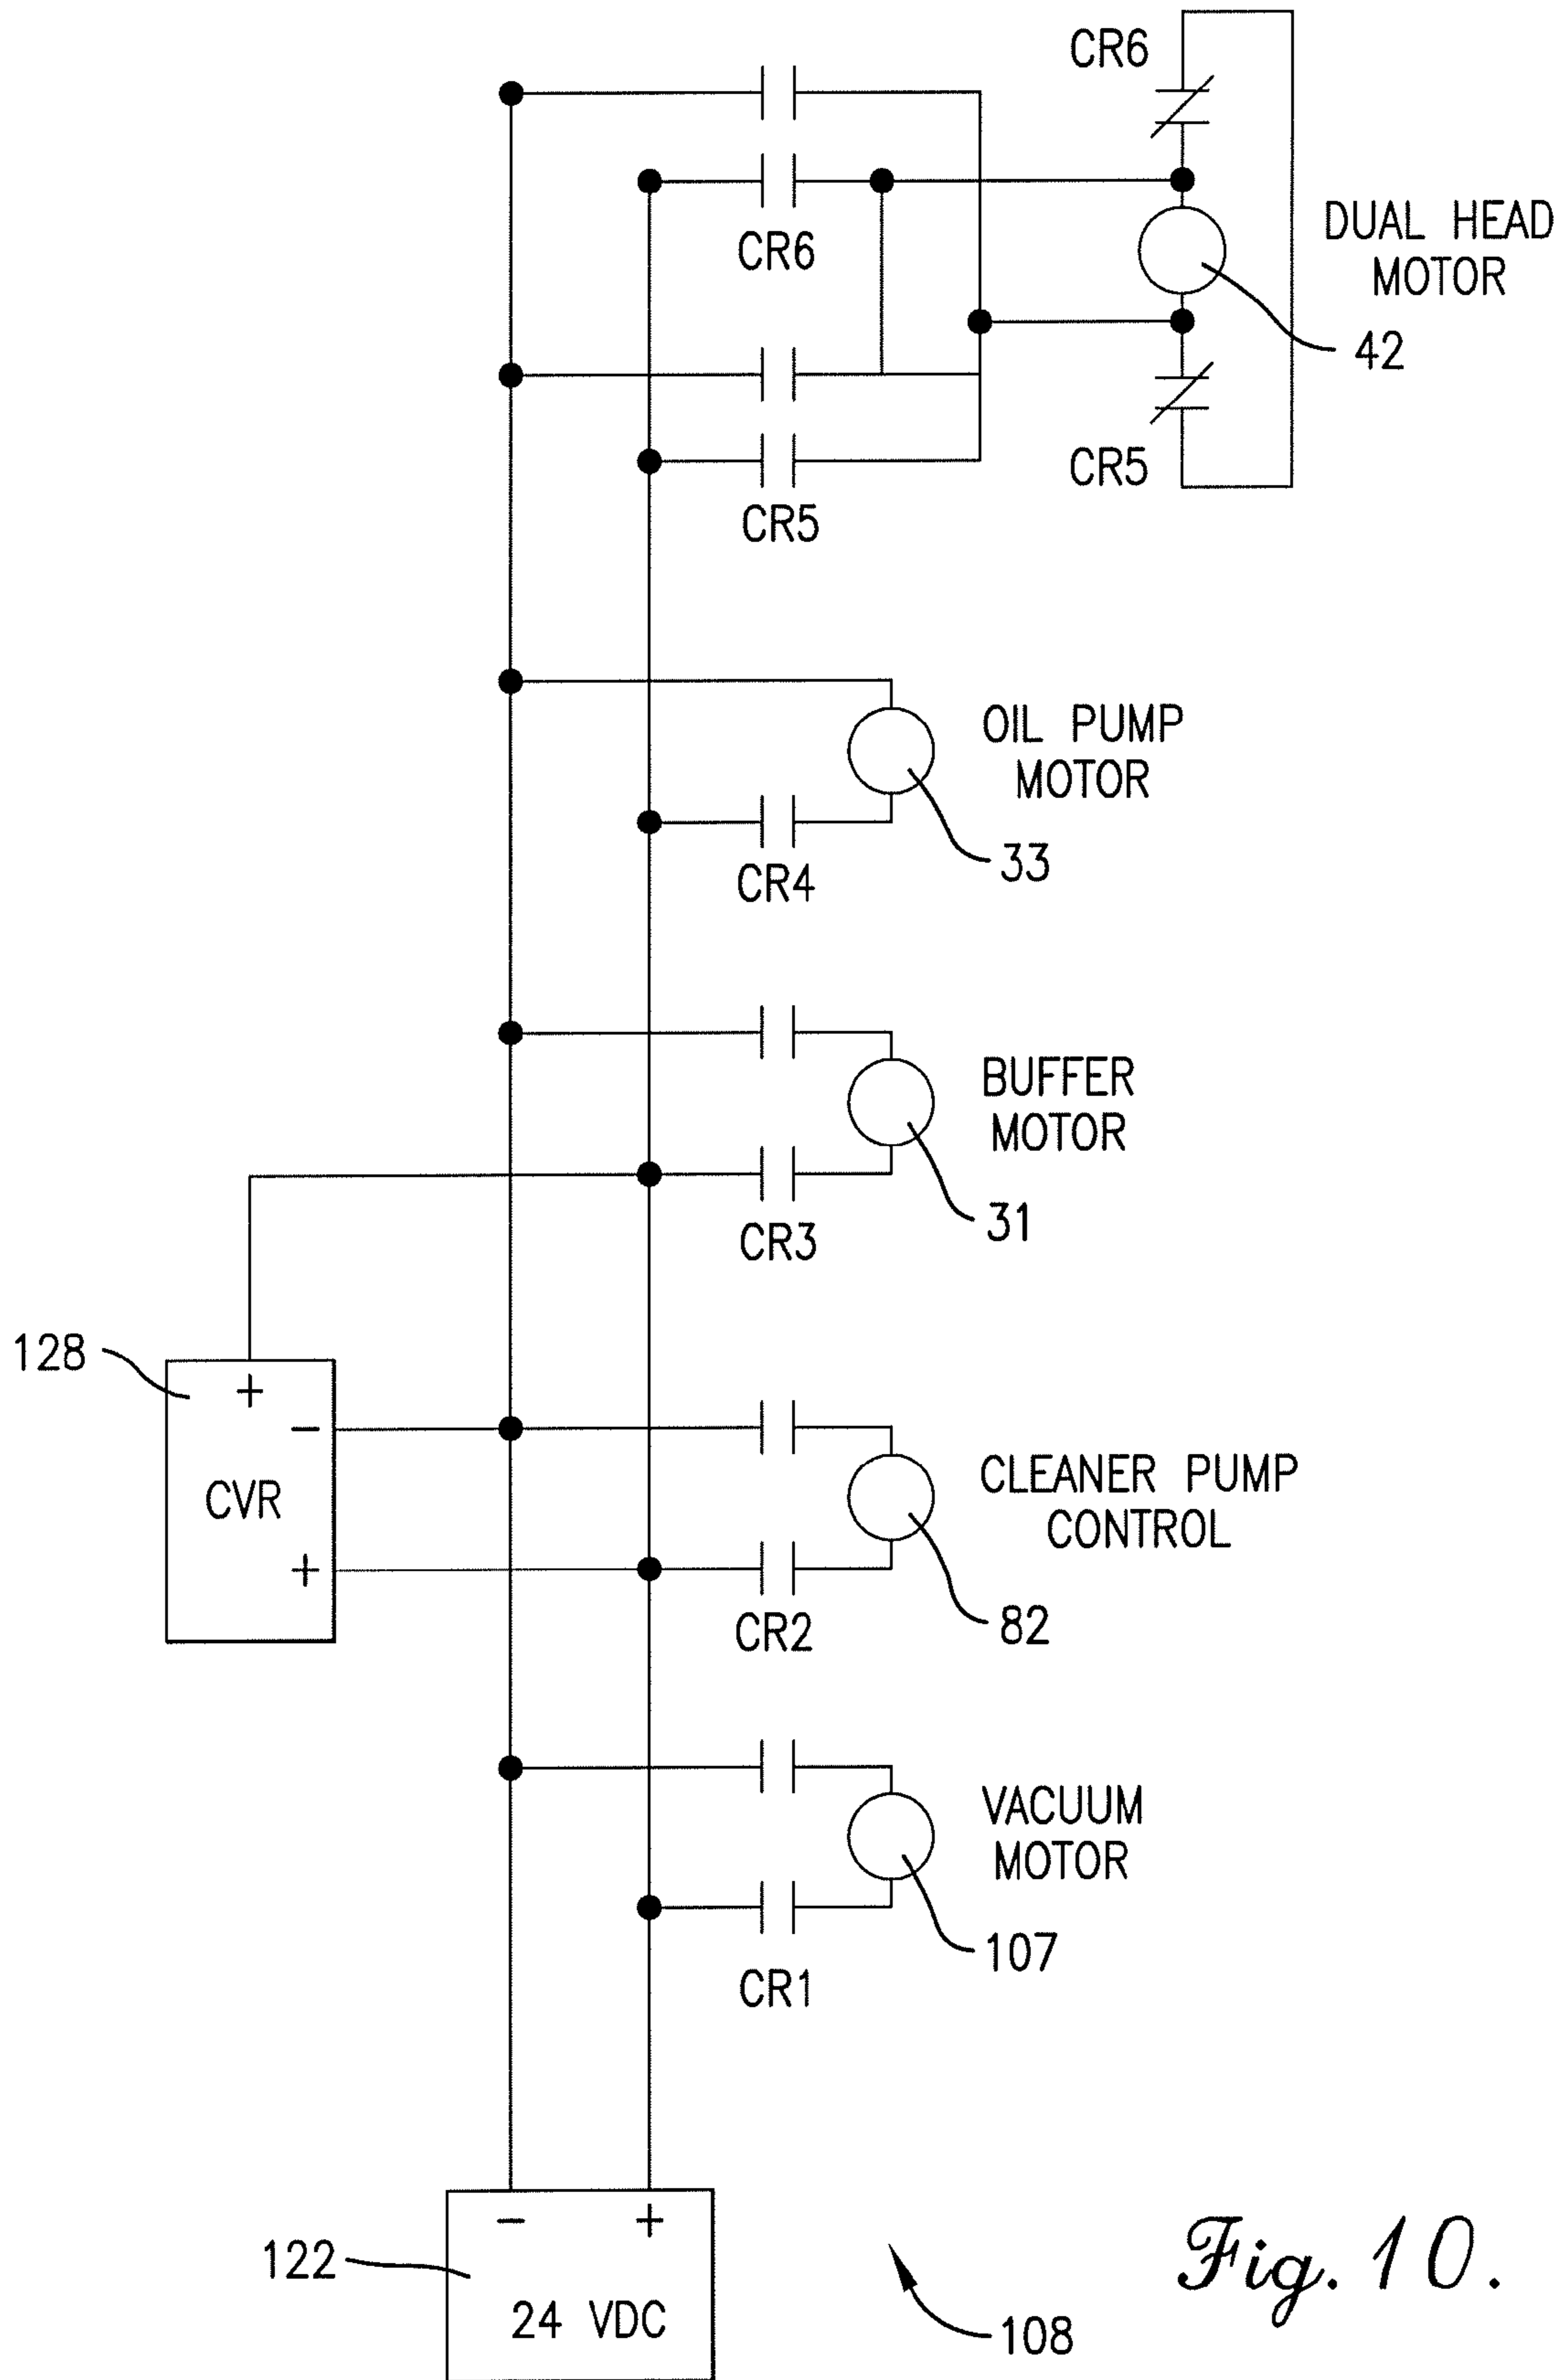 CR6
CR6
DUAL HEAD
MOTOR
42
CR5
CR5
OIL PUMP
MOTOR
33
CR4
BUFFER
MOTOR
31
CR3
128
+
−
CVR
+
CLEANER PUMP
CONTROL
82
CR2
VACUUM
MOTOR
107
CR1
− +
122
24 VDC
108
Fig. 10.